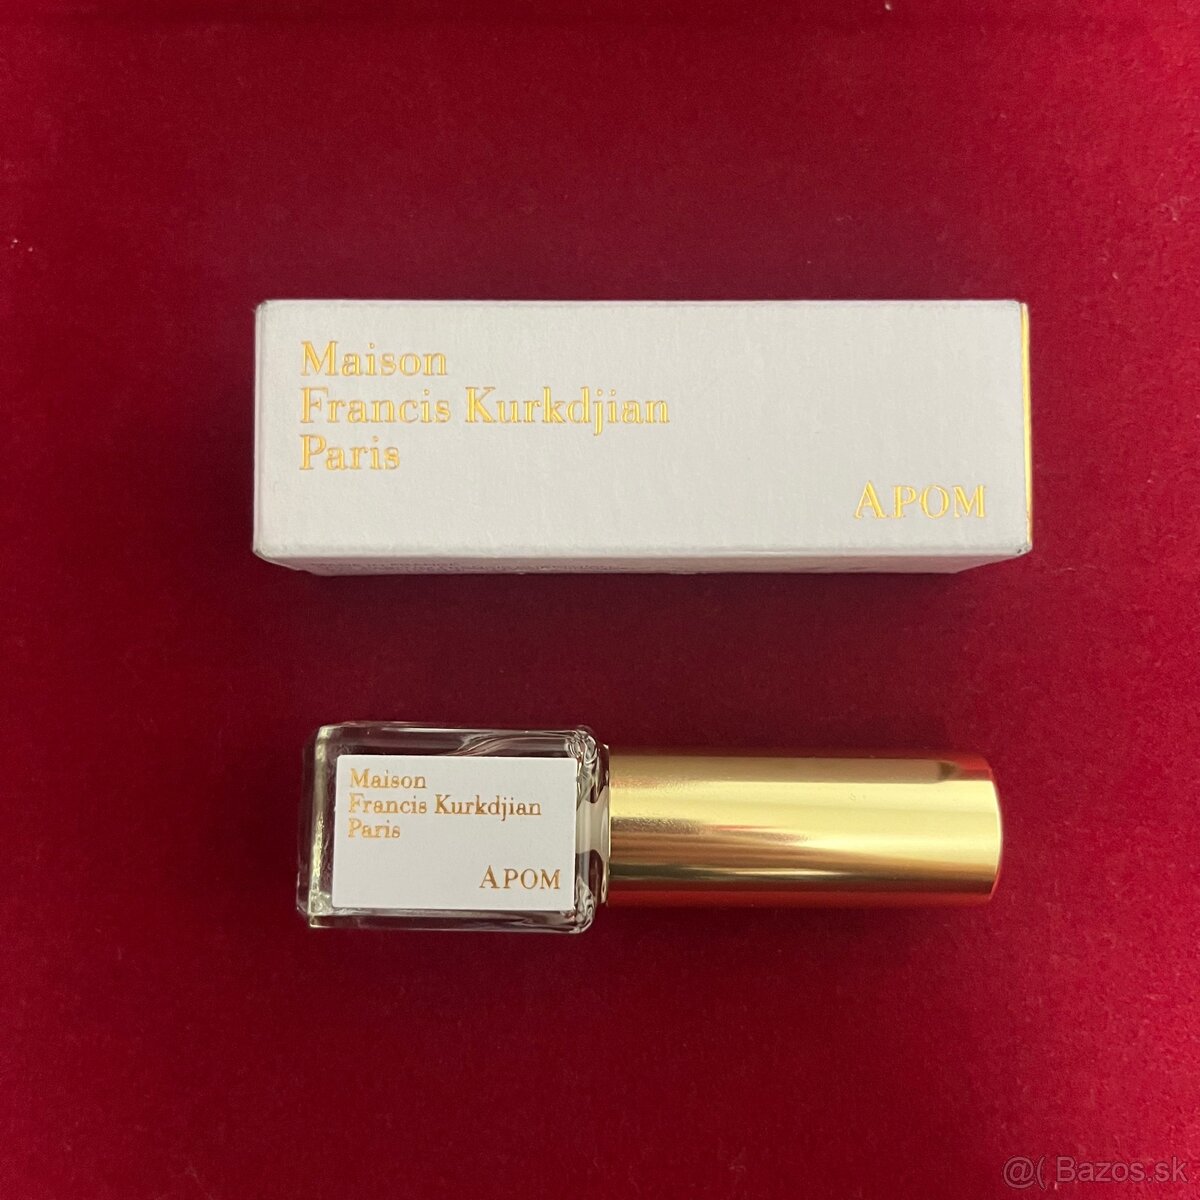 Maison
Francis Kurkdjian
Paris
APOM
Maison
Francis Kurkdjian
Paris
APOM
@( Bazos.sk